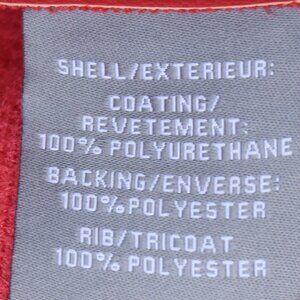 SHELL/EXTERIEUR:
COATING/
REVETEMENT:
100% POLYURETHANE
BACKING/ENVERSE:
100% POLYESTER
RIB/TRICOAT
100% POLYESTER